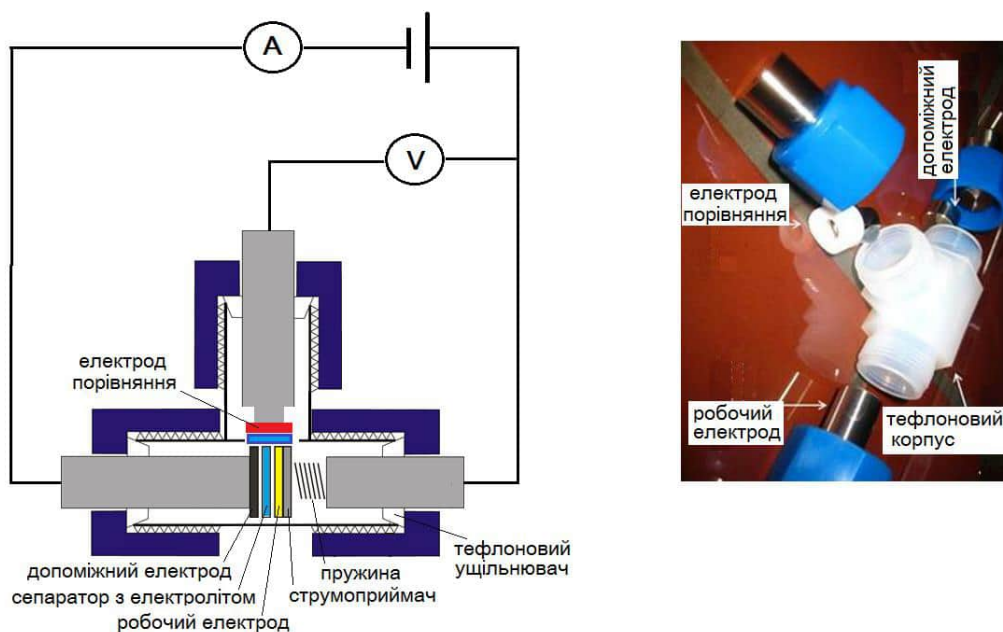 A
V
електрод
порівняння
допоміжний електрод
сепаратор з електролітом
робочий електрод
пружина
струмоприймач
тефлоновий
ущільнювач
електрод
порівняння
допоміжний
електрод
робочий
електрод
тефлоновий
корпус